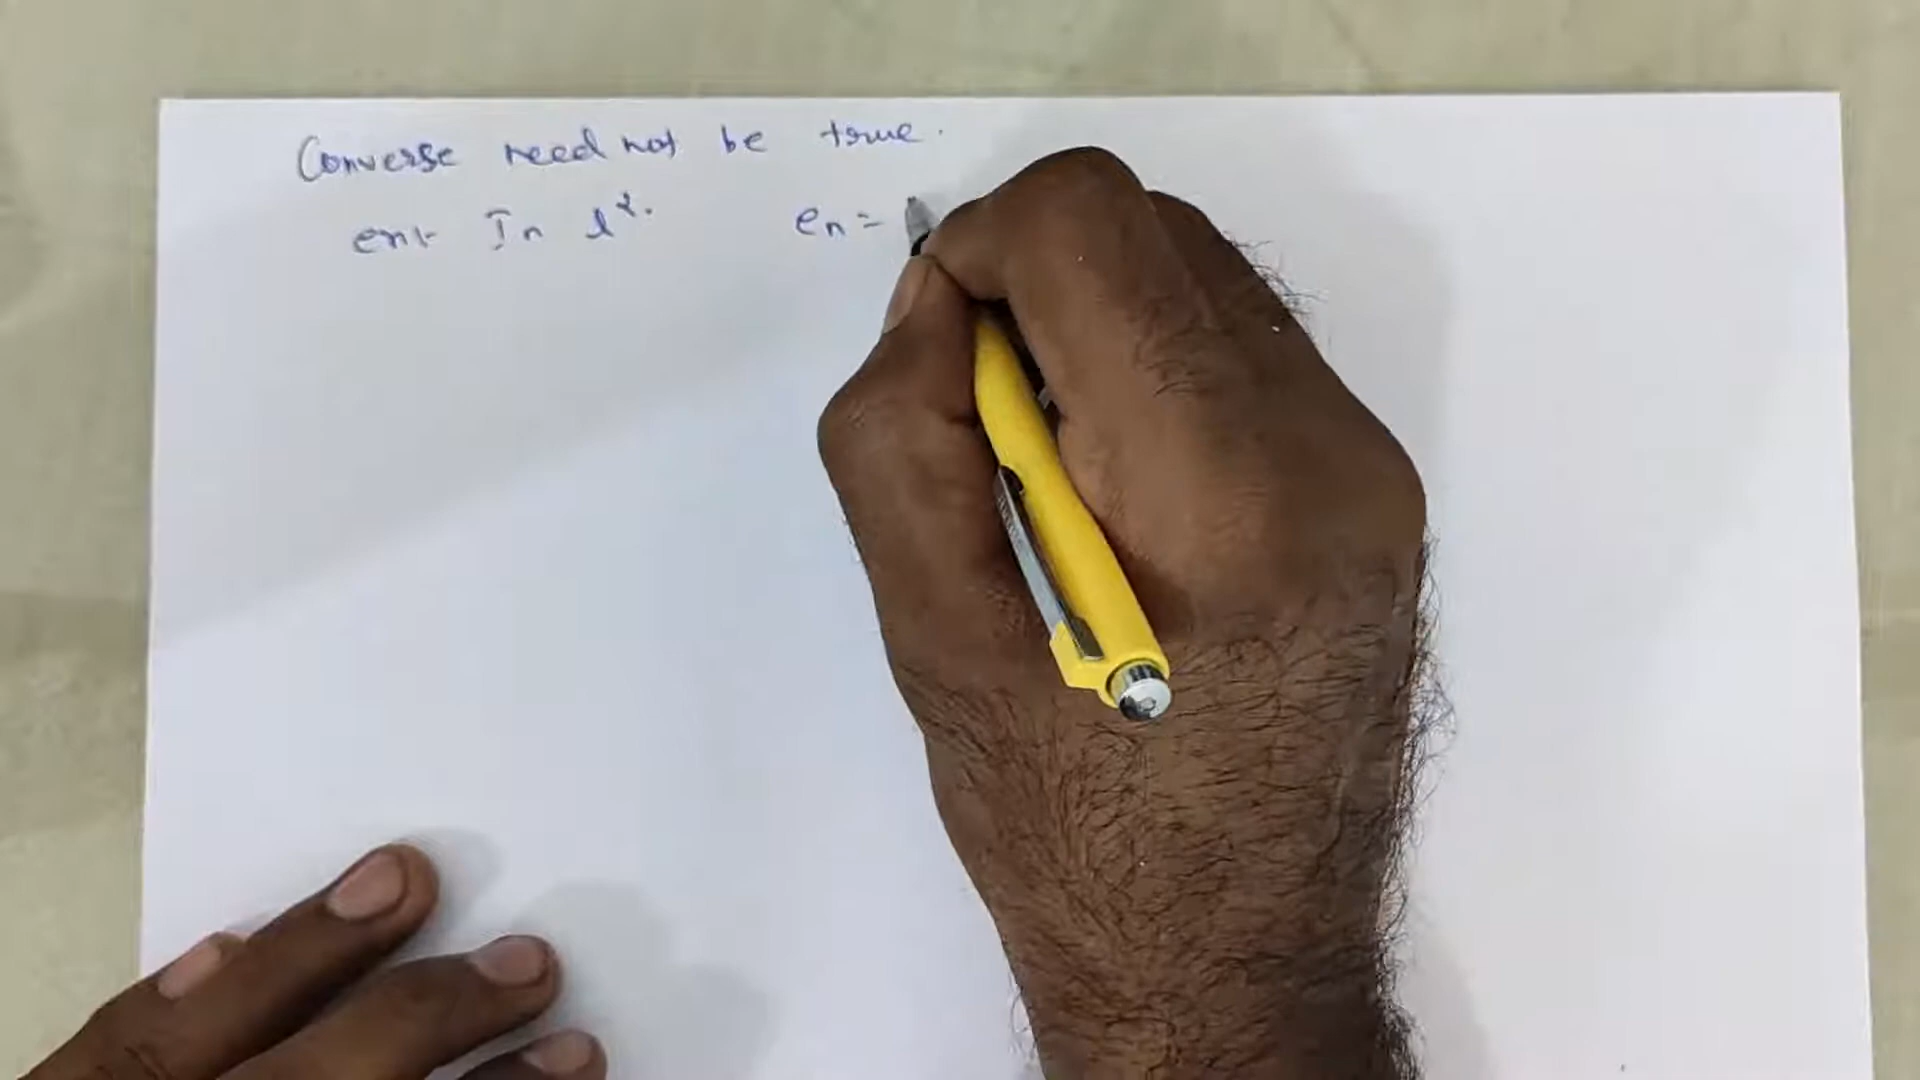 Converse need not be true.
ex:- In l². en =